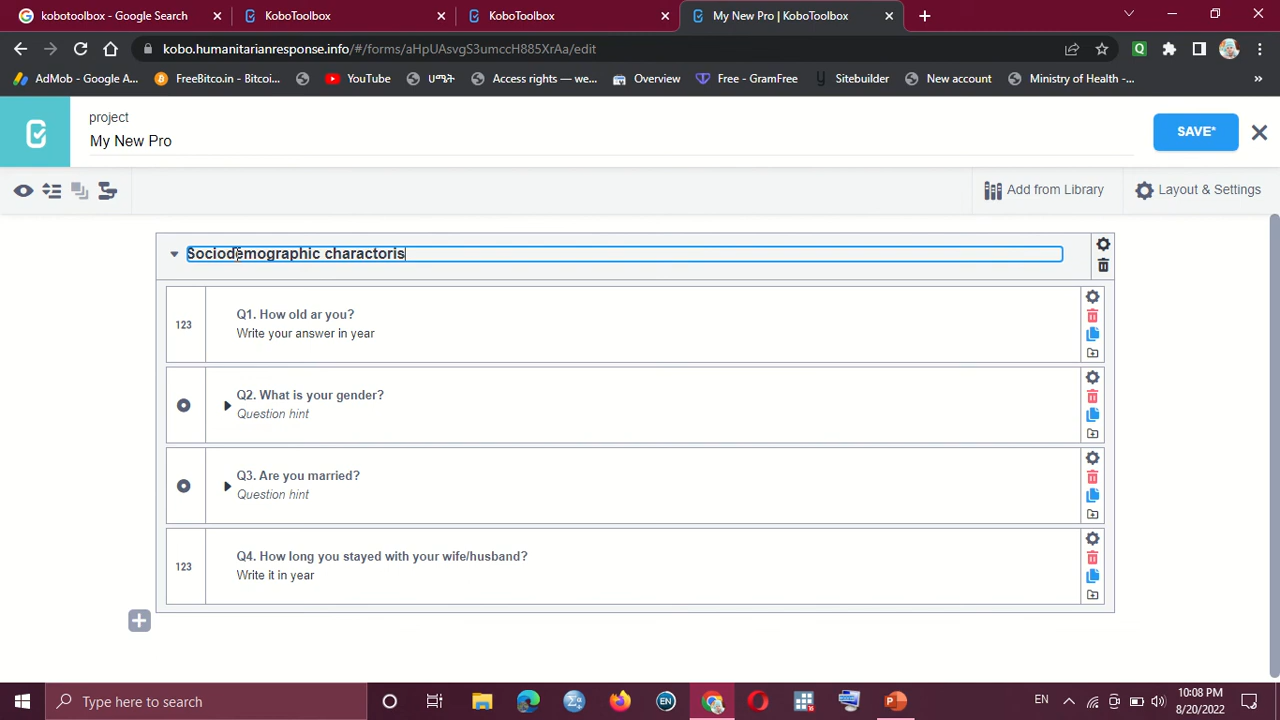 kobotoolbox - Google Search
KoboToolbox
KoboToolbox
My New Pro | KoboToolbox
kobo.humanitarianresponse.info/#/forms/aHpUAsvgS3umccH885XrAa/edit
AdMob - Google A...
FreeBitco.in - Bitcoi...
YouTube
ሀሜት
Access rights — we...
Overview
Free - GramFree
Sitebuilder
New account
Ministry of Health -...
»
project
My New Pro
SAVE*
Add from Library
Layout & Settings
Sociodemographic charactoris
123
Q1. How old ar you?
Write your answer in year
Q2. What is your gender?
Question hint
Q3. Are you married?
Question hint
123
Q4. How long you stayed with your wife/husband?
Write it in year
Type here to search
EN
EN
10:08 PM
8/20/2022